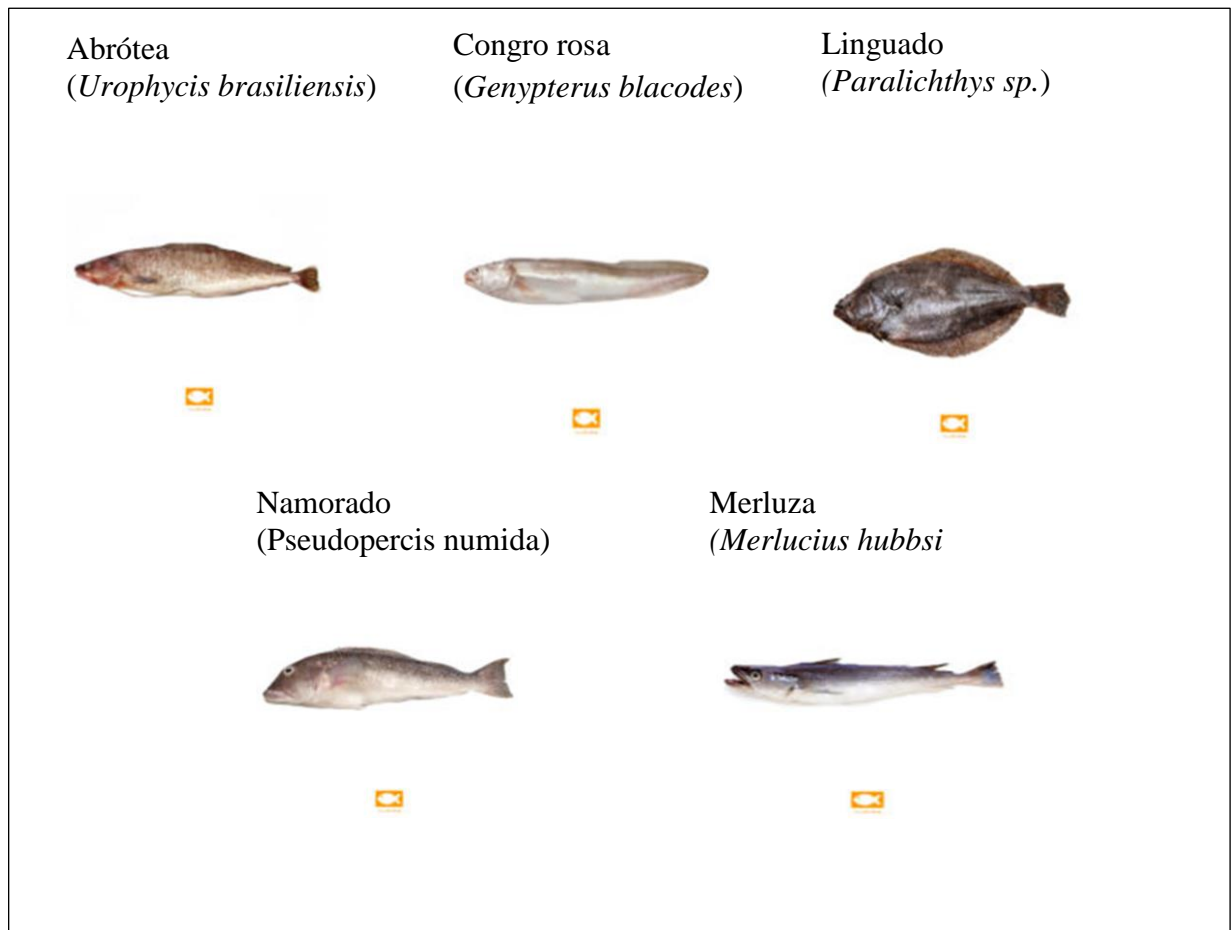 Abrótea
(Urophycis brasiliensis)
Congro rosa
(Genypterus blacodes)
Linguado
(Paralichthys sp.)
Namorado
(Pseudopercis numida)
Merluza
(Merlucius hubbsi